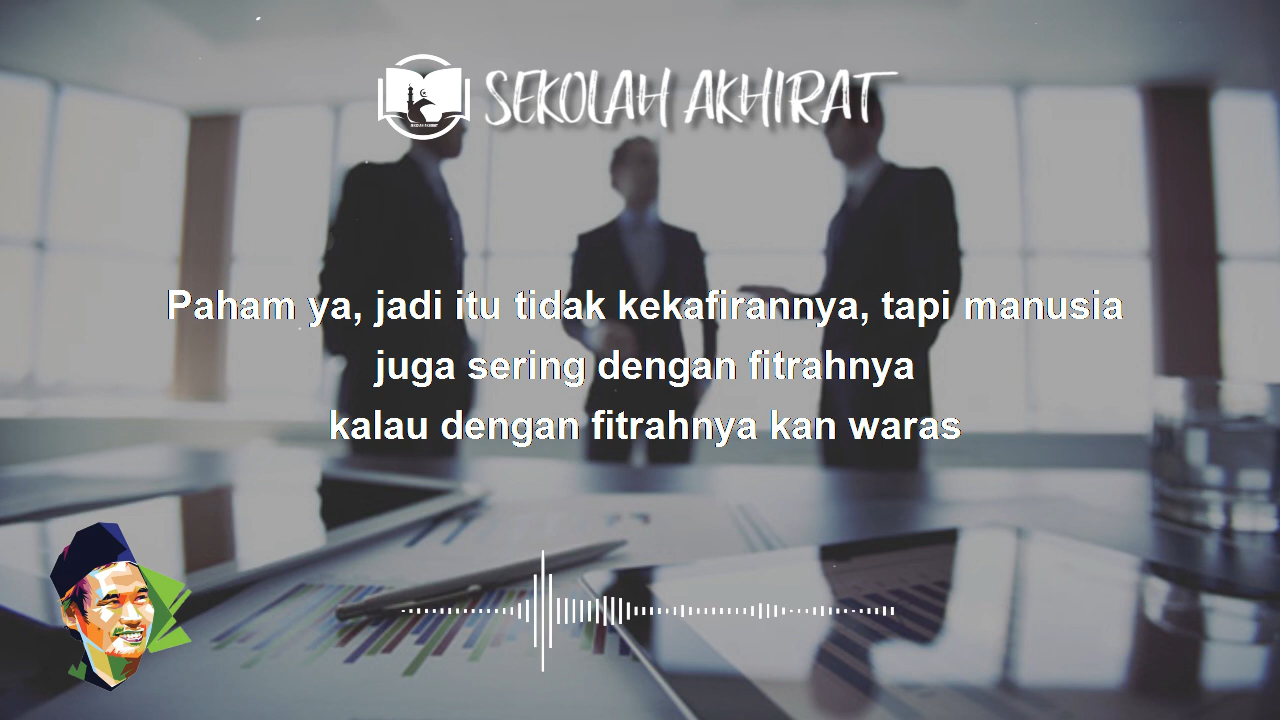 SEKOLAH AKHIRAT
Paham ya, jadi itu tidak kekafirannya, tapi manusia
juga sering dengan fitrahnya
kalau dengan fitrahnya kan waras